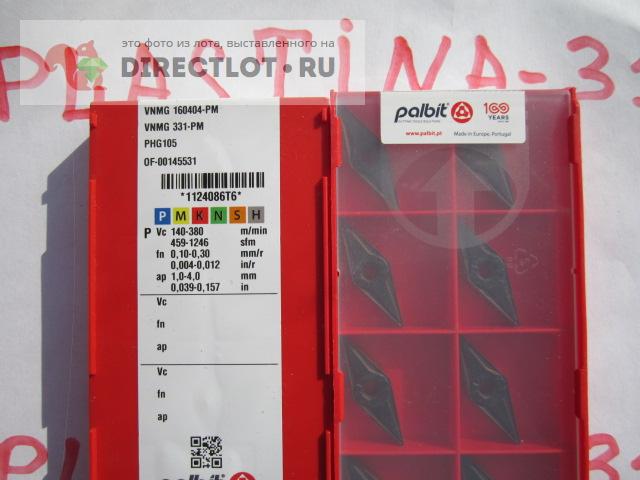 это фото из лота, выставленного на
DIRECTLOT.RU
PLASTINA-33
VNMG 160404-PM
VNMG 331-PM
PHG105
OF-00145531
*1124086T6*
P M K N S H
P Vc 140-380 m/min
459-1246 sfm
fn 0,10-0,30 mm/r
0,004-0,012 in/r
ap 1,0-4,0 mm
0,039-0,157 in
Vc
fn
ap
Vc
fn
ap
palbit
palbit
100 YEARS
www.palbit.pt
Made in Europe, Portugal